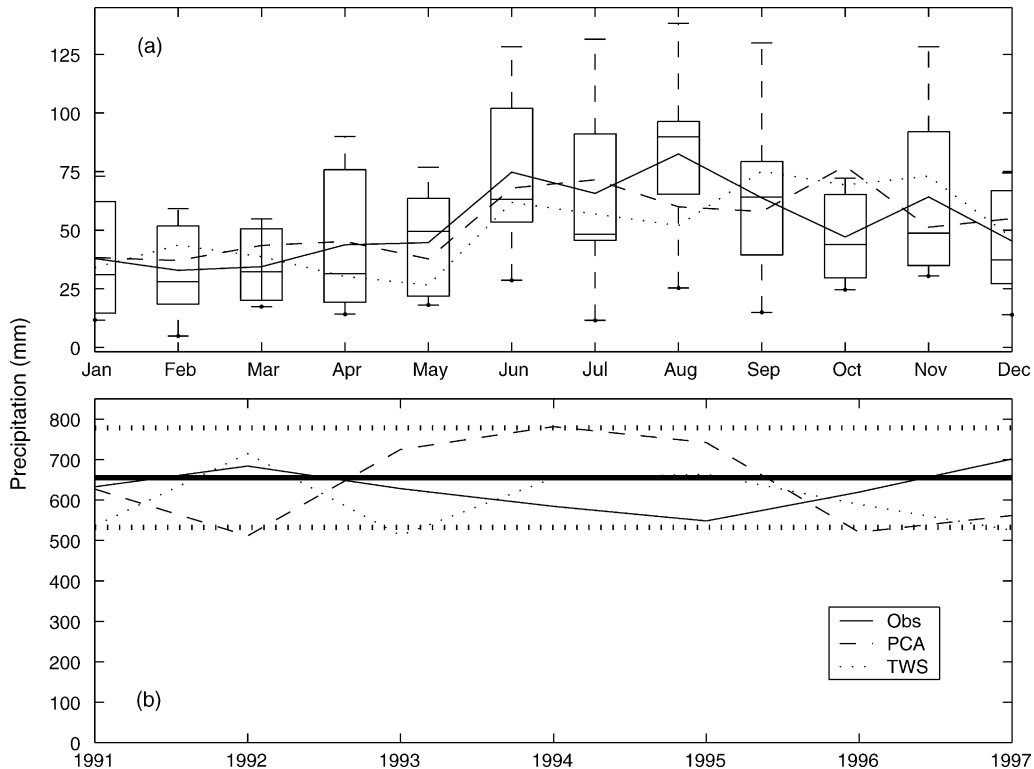 (a)
125
100
75
50
25
0
Jan Feb Mar Apr May Jun Jul Aug Sep Oct Nov Dec
Precipitation (mm)
800
700
600
500
400
300
200
100
0
Obs
PCA
TWS
(b)
1991 1992 1993 1994 1995 1996 1997